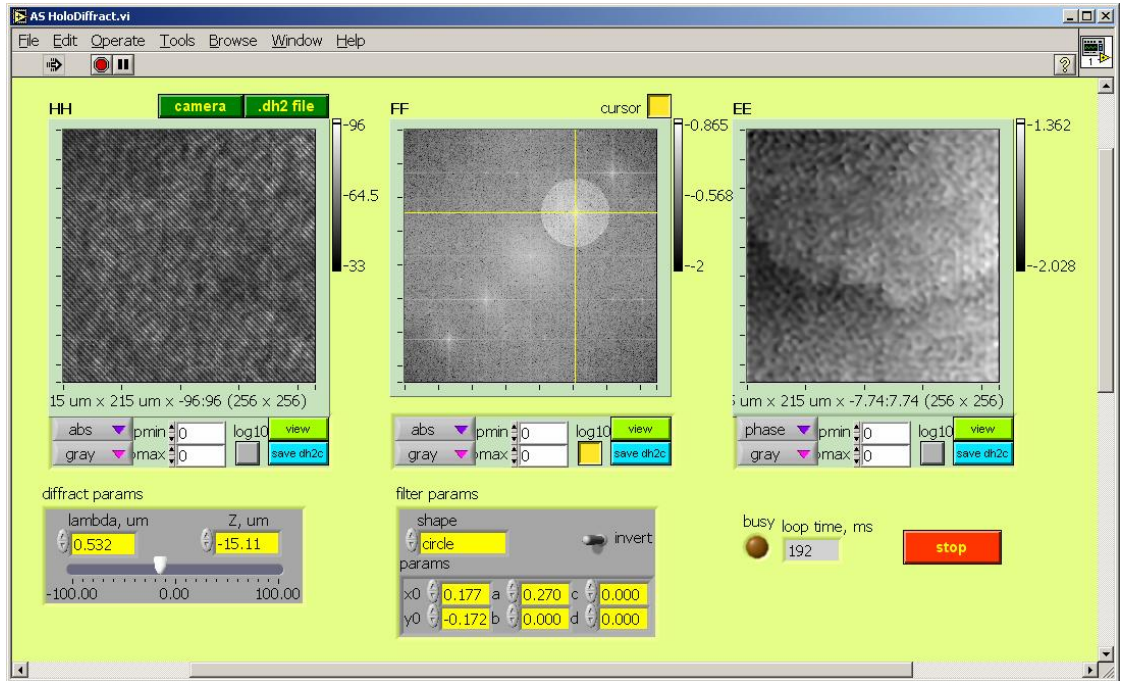 AS HoloDiffract.vi
File Edit Operate Tools Browse Window Help
1
?
HH camera .dh2 file
-96
-64.5
-33
15 um x 215 um x -96:96 (256 x 256)
abs pmin 0 log10 view
gray pmax 0 save dh2c
FF cursor
-0.865
-0.568
--2
abs pmin 0 log10 view
gray pmax 0 save dh2c
EE
-1.362
--2.028
um x 215 um x -7.74:7.74 (256 x 256)
phase pmin 0 log10 view
gray pmax 0 save dh2c
diffract params
lambda, um Z, um
0.532 -15.11
-100.00 0.00 100.00
filter params
shape
circle invert
params
x0 0.177 a 0.270 c 0.000
y0 -0.172 b 0.000 d 0.000
busy loop time, ms
192
stop